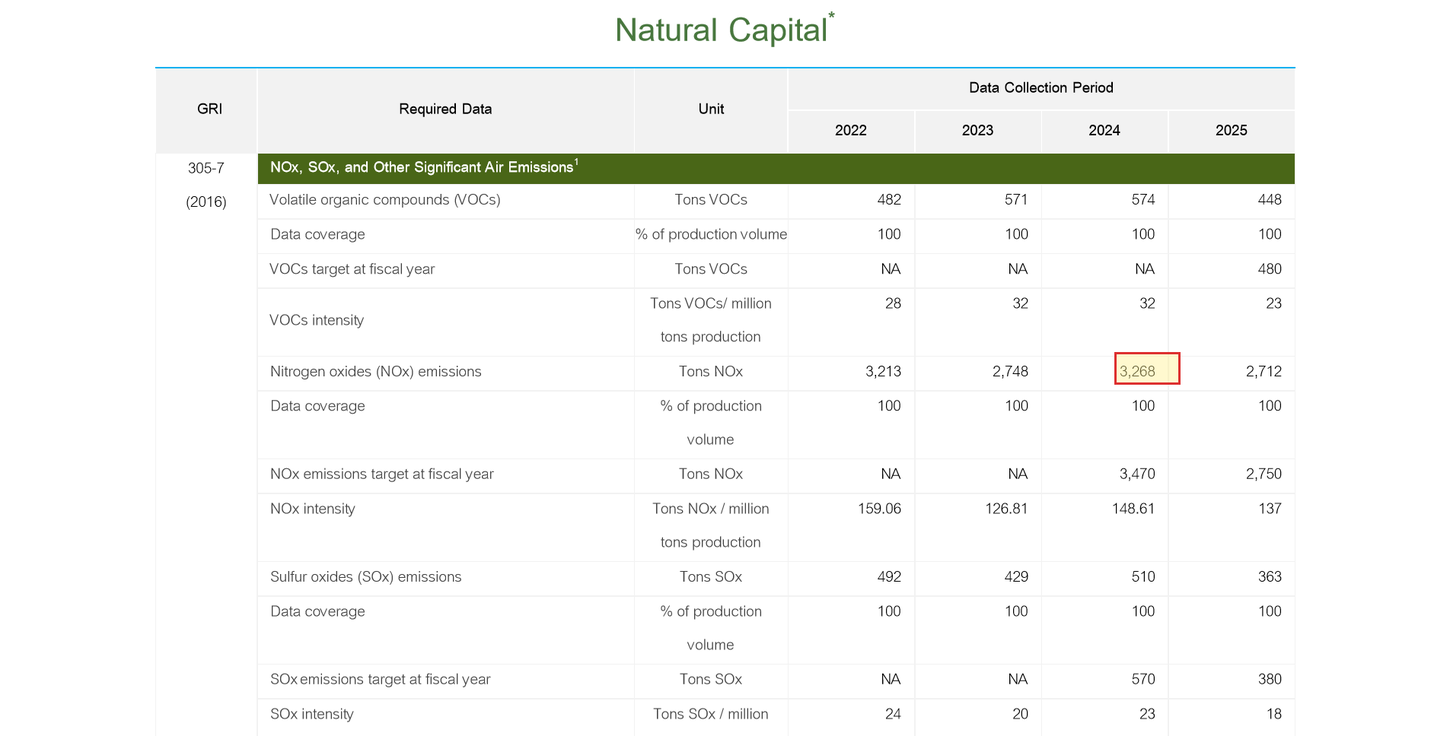 Natural Capital*
GRI Required Data Unit Data Collection Period
2022 2023 2024 2025
305-7 NOx, SOx, and Other Significant Air Emissions1
(2016) Volatile organic compounds (VOCs) Tons VOCs 482 571 574 448
Data coverage % of production volume 100 100 100 100
VOCs target at fiscal year Tons VOCs NA NA NA 480
VOCs intensity Tons VOCs/ million 28 32 32 23
tons production
Nitrogen oxides (NOx) emissions Tons NOx 3,213 2,748 3,268 2,712
Data coverage % of production 100 100 100 100
volume
NOx emissions target at fiscal year Tons NOx NA NA 3,470 2,750
NOx intensity Tons NOx / million 159.06 126.81 148.61 137
tons production
Sulfur oxides (SOx) emissions Tons SOx 492 429 510 363
Data coverage % of production 100 100 100 100
volume
SOx emissions target at fiscal year Tons SOx NA NA 570 380
SOx intensity Tons SOx / million 24 20 23 18